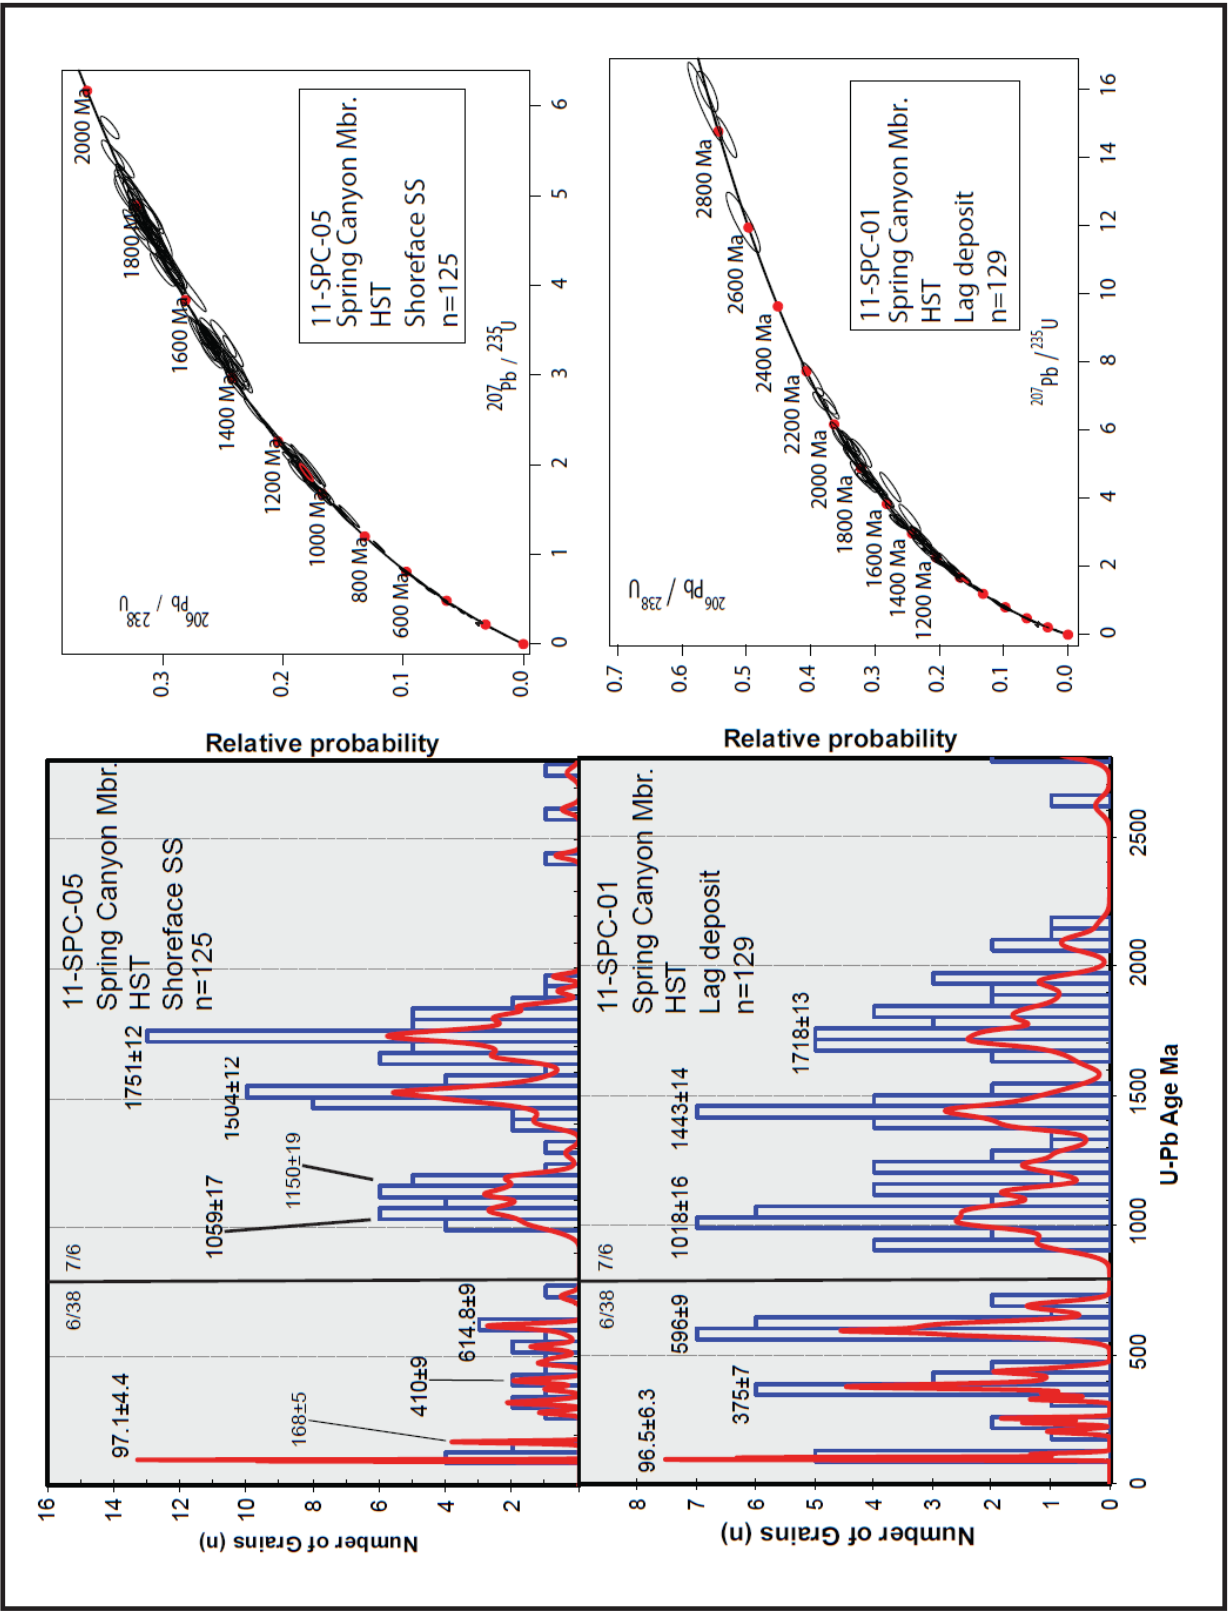 16
14
12
10
8
6
4
2
Number of Grains (n)
97.1±4.4
168±5
410±9
614.8±9
6/38
7/6
1059±17
1150±19
1504±12
1751±12
11-SPC-05
Spring Canyon Mbr.
HST
Shoreface SS
n=125
Relative probability
8
7
6
5
4
3
2
1
0
Number of Grains (n)
96.5±6.3
375±7
596±9
6/38
7/6
1018±16
1443±14
1718±13
11-SPC-01
Spring Canyon Mbr.
HST
Lag deposit
n=129
Relative probability
0
500
1000
1500
2000
2500
U-Pb Age Ma
206Pb / 238U
0.3
0.2
0.1
0.0
600 Ma
800 Ma
1000 Ma
1200 Ma
1400 Ma
1600 Ma
1800 M
2000 Ma
11-SPC-05
Spring Canyon Mbr.
HST
Shoreface SS
n=125
207Pb / 235U
0
1
2
3
4
5
6
206Pb / 238U
0.7
0.6
0.5
0.4
0.3
0.2
0.1
0.0
1200 Ma
1400 Ma
1600 Ma
1800 Ma
2000 Ma
2200 Ma
2400 Ma
2600 Ma
2800 Ma
11-SPC-01
Spring Canyon Mbr.
HST
Lag deposit
n=129
207Pb / 235U
0
2
4
6
8
10
12
14
16